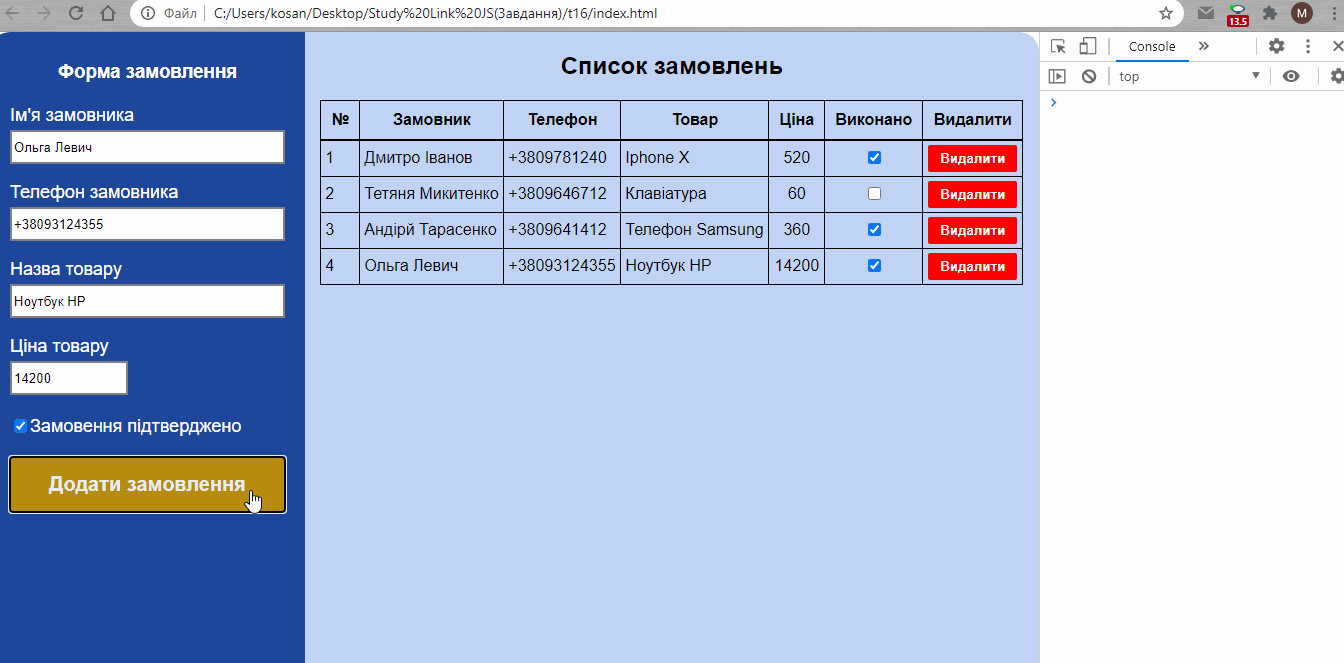 Файл C:/Users/kosan/Desktop/Study%20Link%20JS(Завдання)/t16/index.html
13.5
M
Форма замовлення
Ім'я замовника
Ольга Левич
Телефон замовника
+38093124355
Назва товару
Ноутбук HP
Ціна товару
14200
Замовення підтверджено
Додати замовлення
Список замовлень
№ Замовник Телефон Товар Ціна Виконано Видалити
1 Дмитро Іванов +3809781240 Iphone X 520 Видалити
2 Тетяня Микитенко +3809646712 Клавіатура 60 Видалити
3 Андірй Тарасенко +3809641412 Телефон Samsung 360 Видалити
4 Ольга Левич +38093124355 Ноутбук HP 14200 Видалити
Console
top